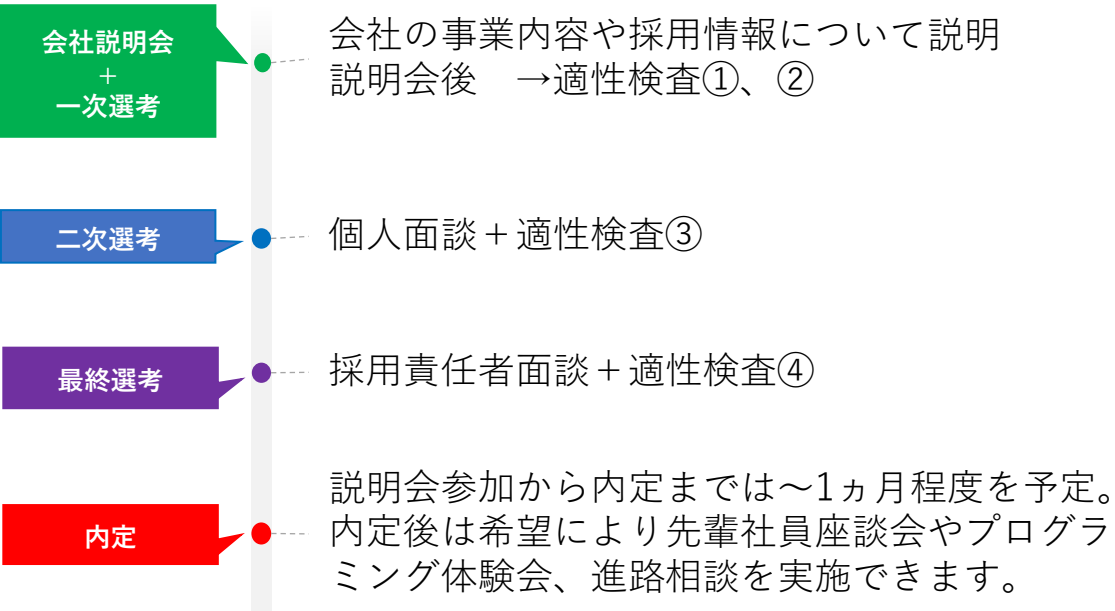 会社説明会
+
一次選考
会社の事業内容や採用情報について説明
説明会後　→適性検査①、②
二次選考
個人面談＋適性検査③
最終選考
採用責任者面談＋適性検査④
内定
説明会参加から内定までは～1ヵ月程度を予定。
内定後は希望により先輩社員座談会やプログラ
ミング体験会、進路相談を実施できます。